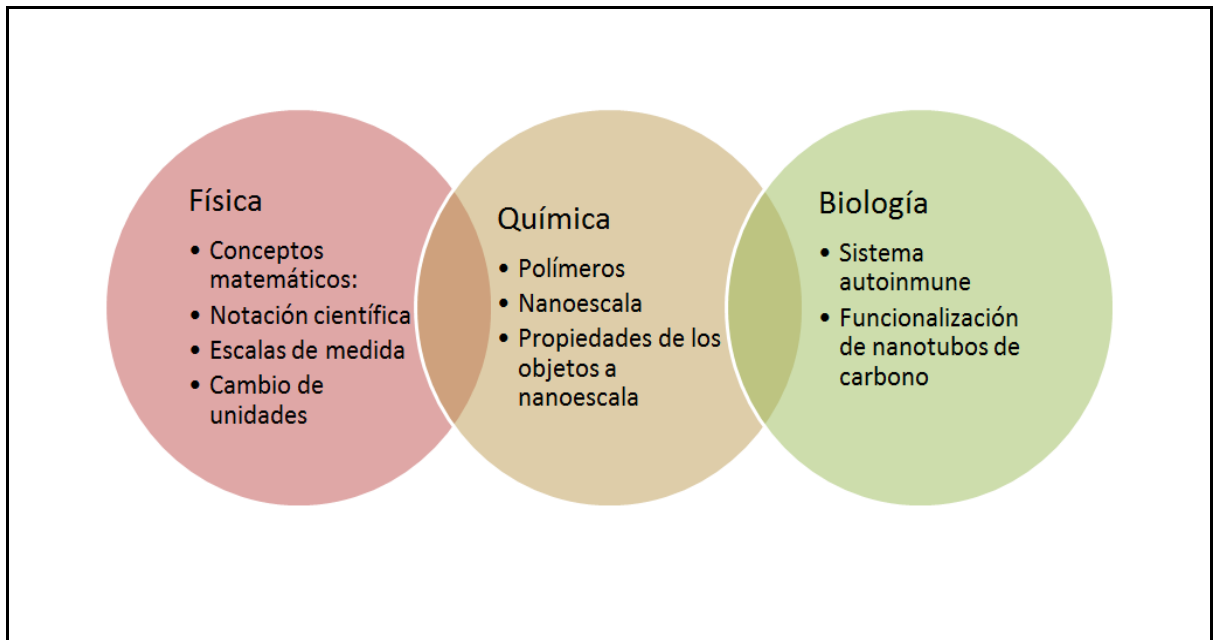 Física
• Conceptos
matemáticos:
• Notación científica
• Escalas de medida
• Cambio de
unidades
Química
• Polímeros
• Nanoescala
• Propiedades de los
objetos a
nanoescala
Biología
• Sistema
autoinmune
• Funcionalización
de nanotubos de
carbono